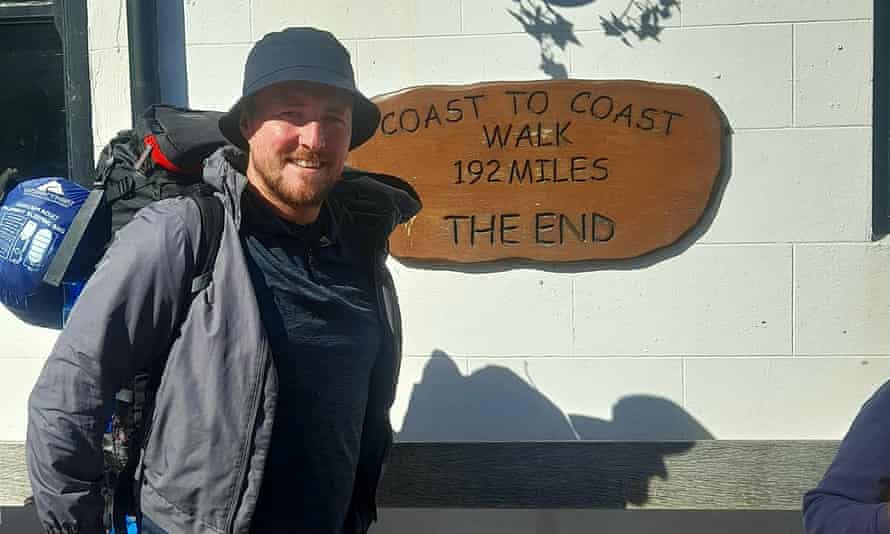 COAST TO COAST
WALK
192 MILES
THE END